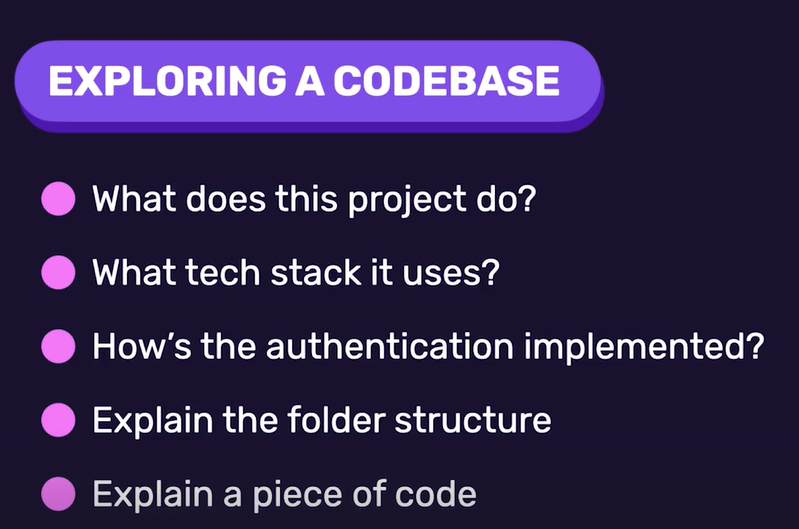 EXPLORING A CODEBASE
What does this project do?
What tech stack it uses?
How's the authentication implemented?
Explain the folder structure
Explain a piece of code